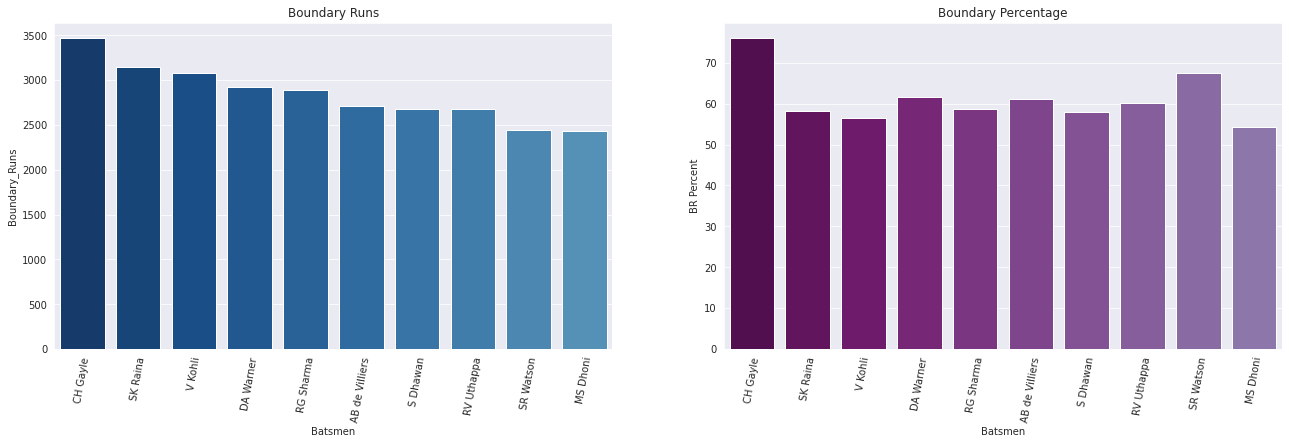 Boundary Runs
Boundary_Runs
3500
3000
2500
2000
1500
1000
500
0
CH Gayle
SK Raina
V Kohli
DA Warner
RG Sharma
AB de Villiers
S Dhawan
RV Uthappa
SR Watson
MS Dhoni
Batsmen
Boundary Percentage
BR Percent
70
60
50
40
30
20
10
0
CH Gayle
SK Raina
V Kohli
DA Warner
RG Sharma
AB de Villiers
S Dhawan
RV Uthappa
SR Watson
MS Dhoni
Batsmen